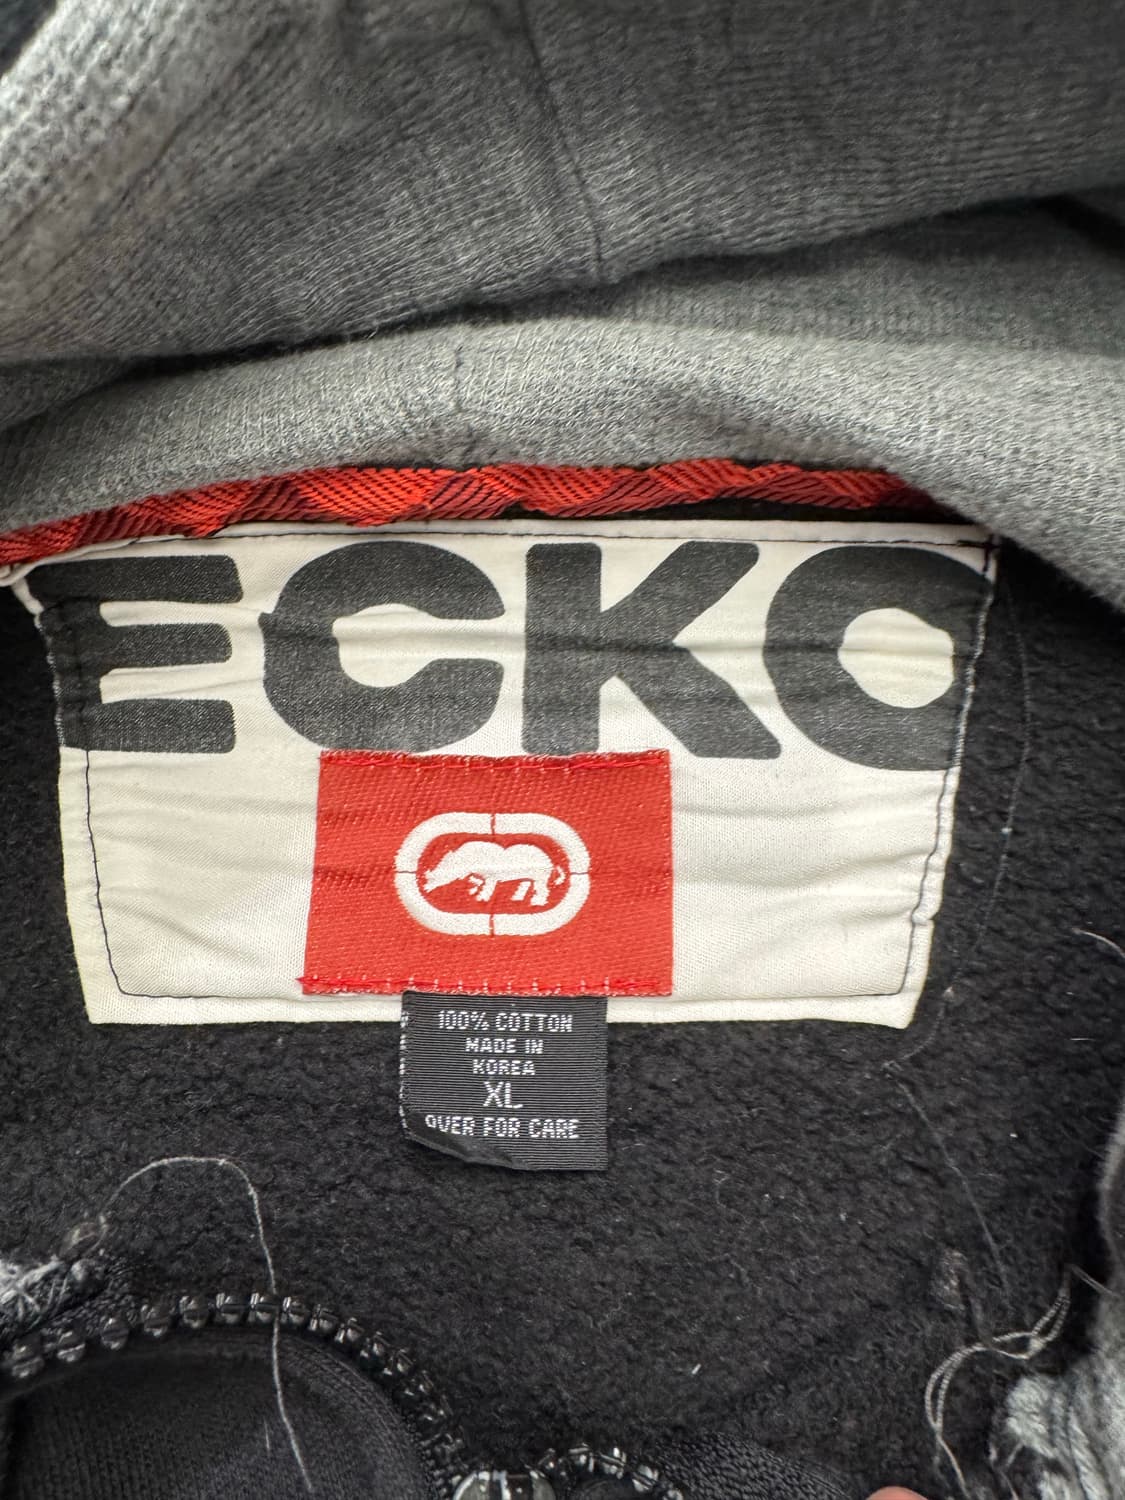 ECKO
100% COTTON
MADE IN
KOREA
XL
OVER FOR CARE